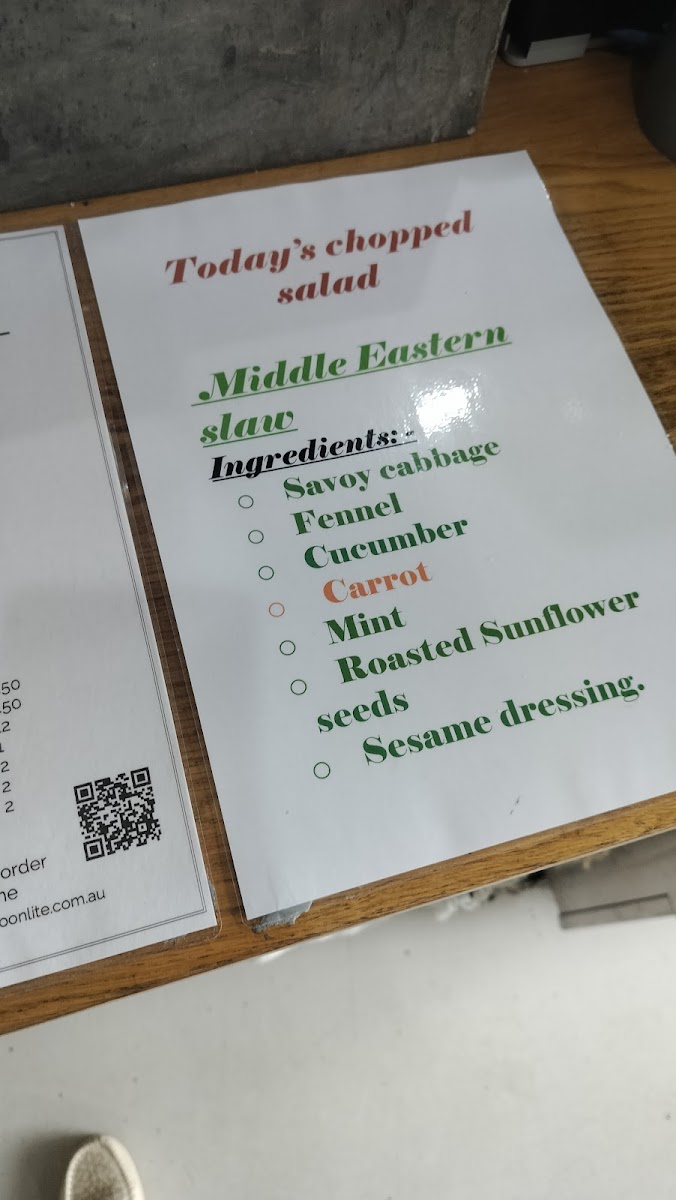 Today's chopped
salad
Middle Eastern
slaw
Ingredients: -
Savoy cabbage
Fennel
Cucumber
Carrot
Mint
Roasted Sunflower
seeds
Sesame dressing.
50
50
2
2
2
2
order
oonlite.com.au